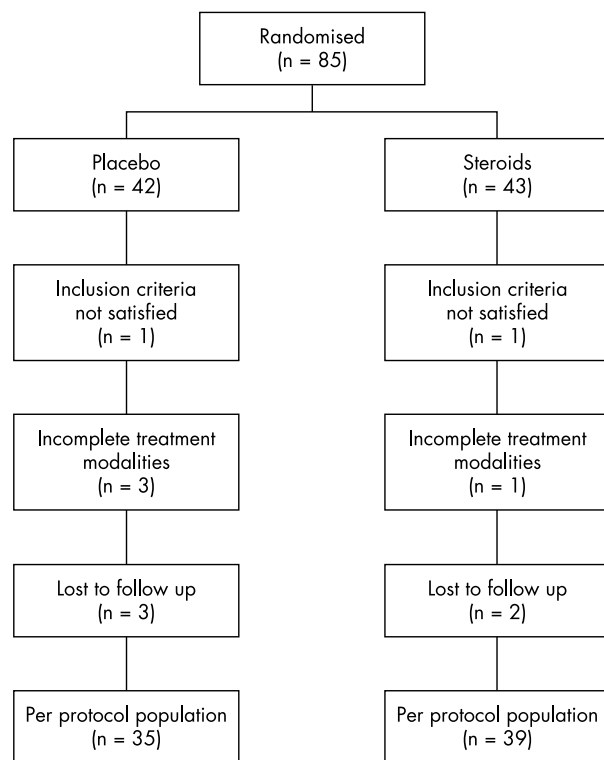 Randomised
(n = 85)
Placebo
(n = 42)
Steroids
(n = 43)
Inclusion criteria
not satisfied
(n = 1)
Inclusion criteria
not satisfied
(n = 1)
Incomplete treatment
modalities
(n = 3)
Incomplete treatment
modalities
(n = 1)
Lost to follow up
(n = 3)
Lost to follow up
(n = 2)
Per protocol population
(n = 35)
Per protocol population
(n = 39)